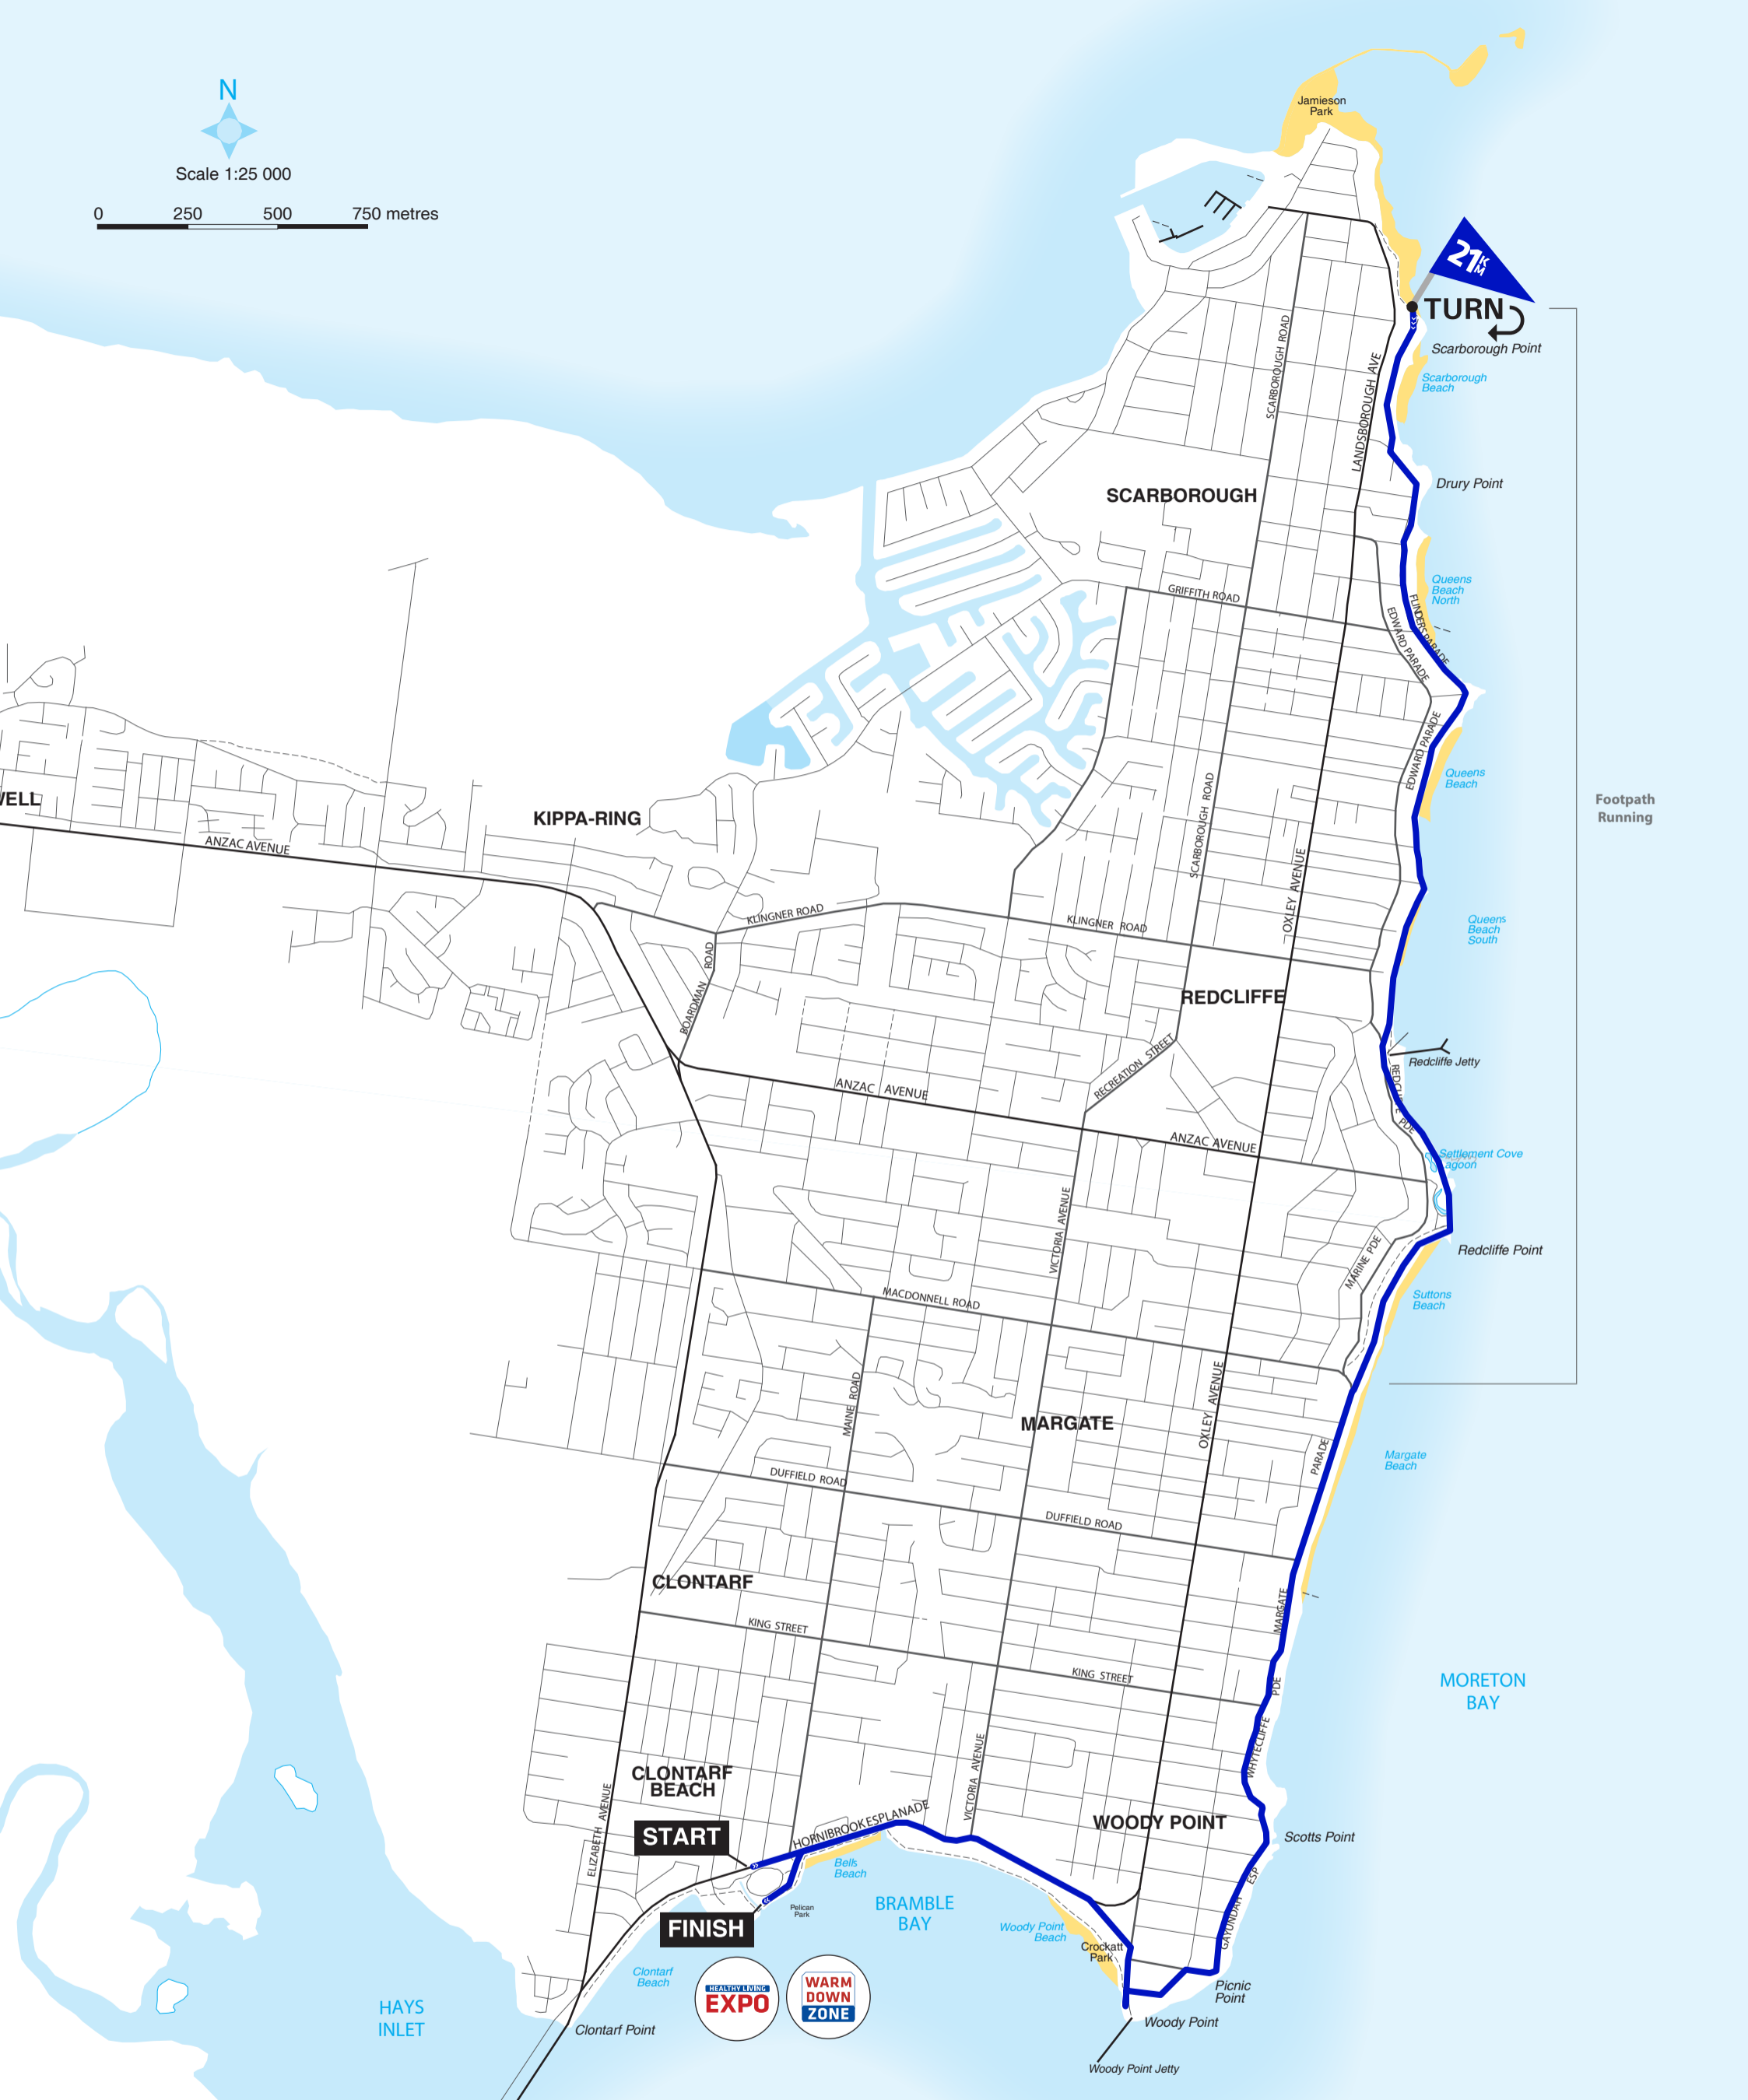 N
Scale 1:25 000
0 250 500 750 metres
Jamieson
Park
21KM
TURN
Scarborough Point
Scarborough
Beach
SCARBOROUGH ROAD
LANDSBOROUGH AVE
SCARBOROUGH
Drury Point
Queens
Beach
North
GRIFFITH ROAD
FLINDERS PARADE
EDWARD PARADE
EDWARD PARADE
Queens
Beach
Footpath
Running
WELL
KIPPA-RING
ANZAC AVENUE
SCARBOROUGH ROAD
OXLEY AVENUE
KLINGNER ROAD
KLINGNER ROAD
Queens
Beach
South
BOARDMAN ROAD
REDCLIFFE
RECREATION STREET
Redcliffe Jetty
REDCLIFFE PDE
ANZAC AVENUE
ANZAC AVENUE
Settlement Cove
Lagoon
VICTORIA AVENUE
MARINE PDE
Redcliffe Point
Suttons
Beach
MACDONNELL ROAD
MAINE ROAD
OXLEY AVENUE
MARGATE
PARADE
Margate
Beach
DUFFIELD ROAD
DUFFIELD ROAD
CLONTARF
MARGATE
KING STREET
KING STREET
PDE
MORETON
BAY
WHYTECLIFFE
CLONTARF
BEACH
ELIZABETH AVENUE
VICTORIA AVENUE
HORNIBROOK ESPLANADE
WOODY POINT
START
Scotts Point
Bells
Beach
ESP
GAYUNDAH
Pelican
Park
BRAMBLE
BAY
FINISH
Woody Point
Beach
Crockatt
Park
Clontarf
Beach
HEALTHY LIVING
EXPO
WARM
DOWN
ZONE
Picnic
Point
HAYS
INLET
Clontarf Point
Woody Point
Woody Point Jetty